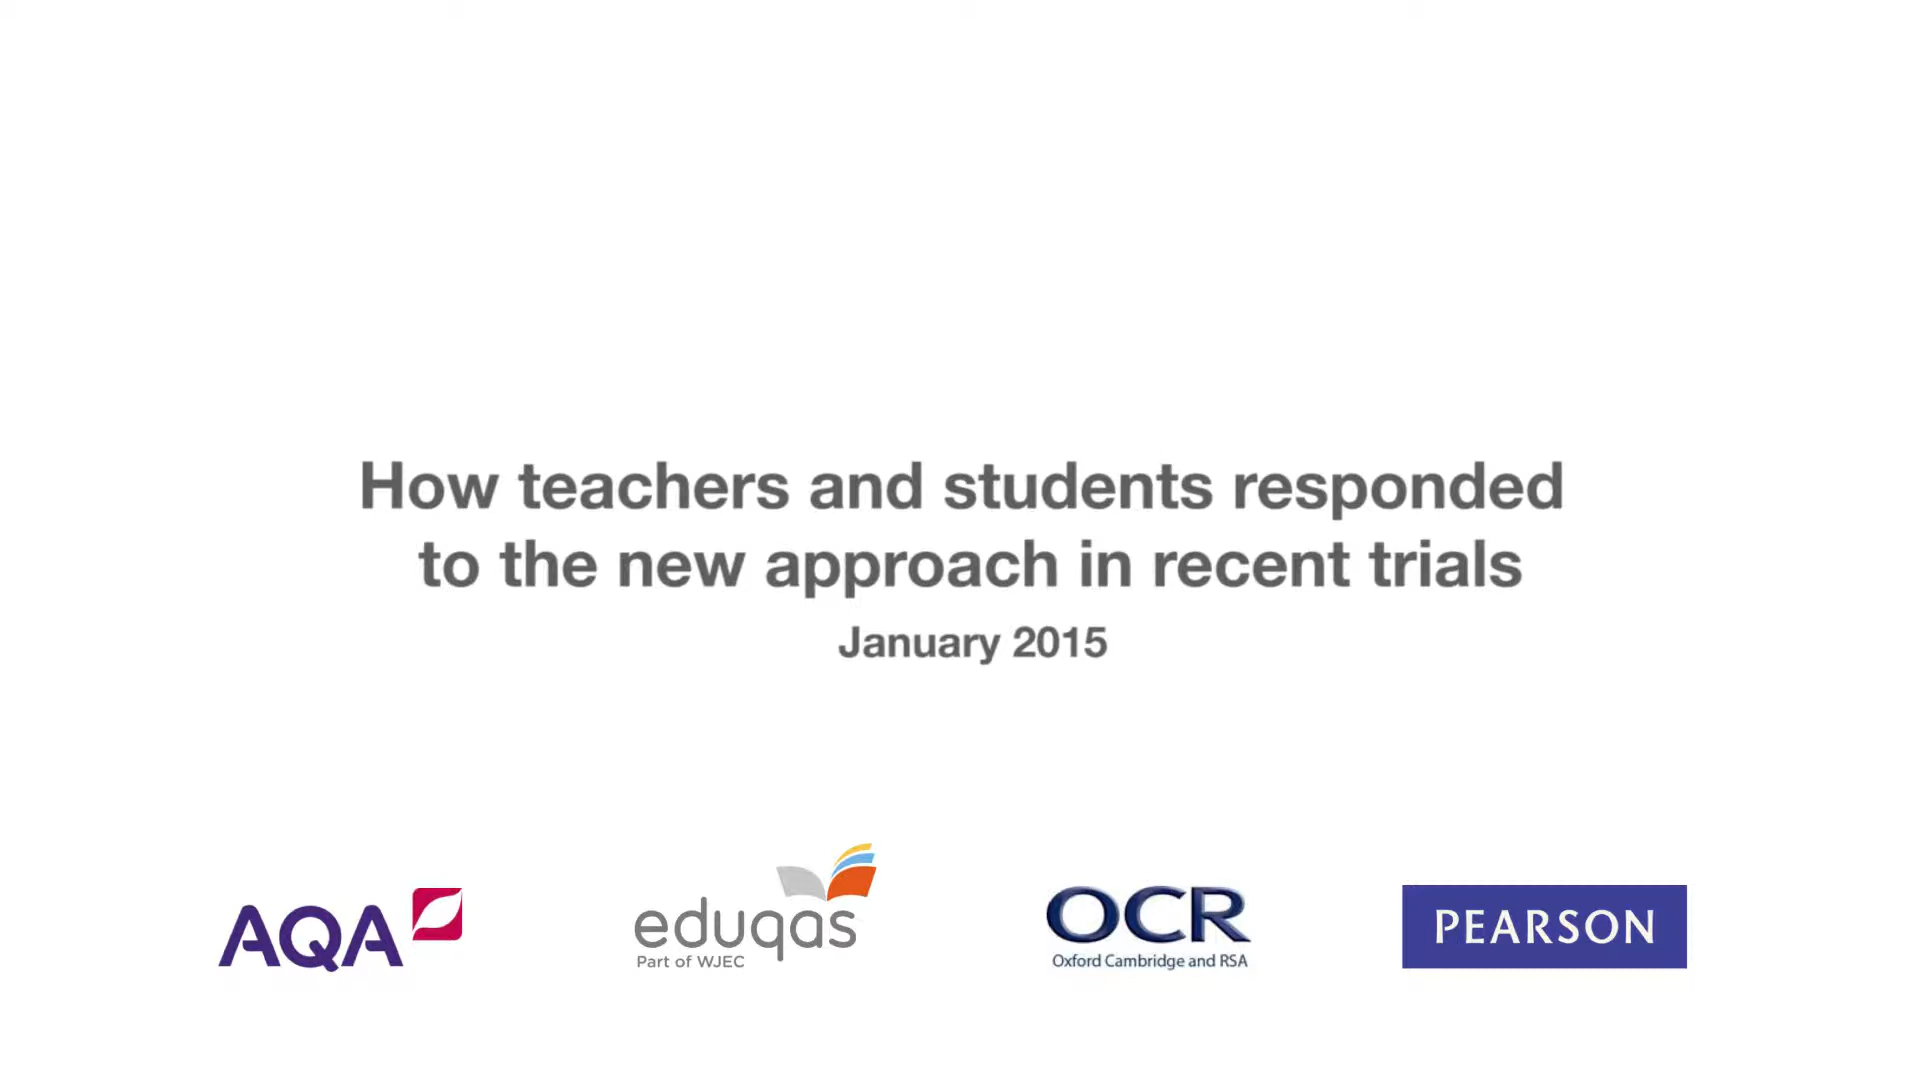 How teachers and students responded
to the new approach in recent trials
January 2015
AQA
eduqas
Part of WJEC
OCR
Oxford Cambridge and RSA
PEARSON